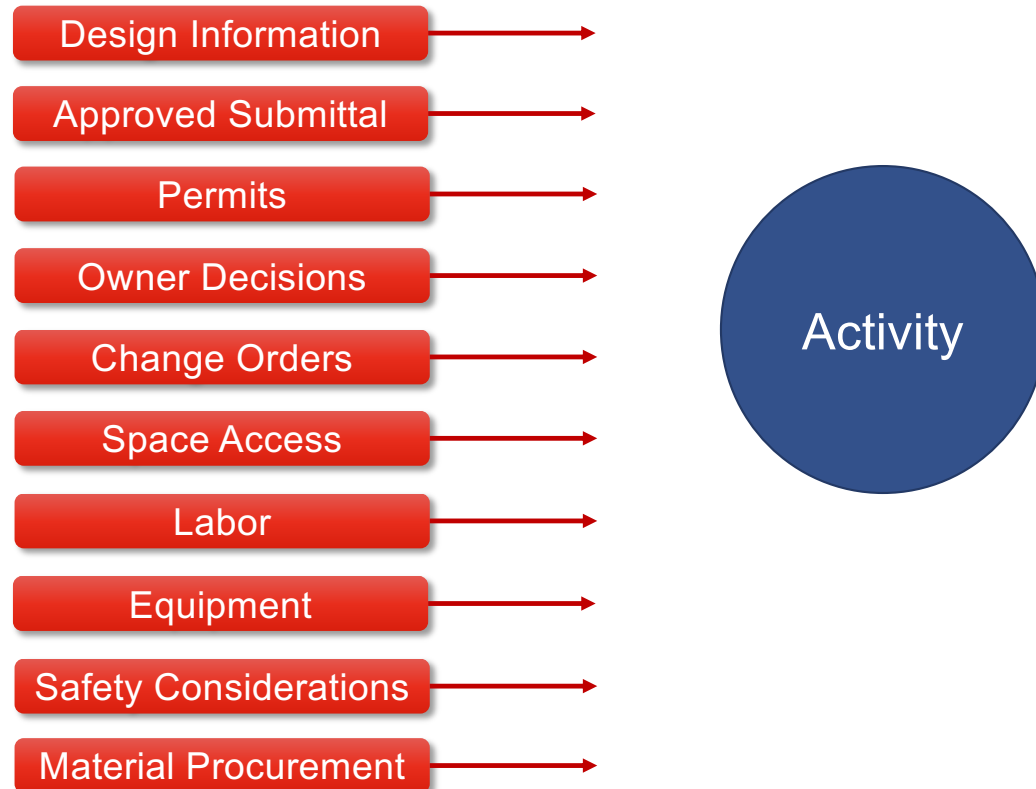 Design Information
Approved Submittal
Permits
Owner Decisions
Change Orders
Space Access
Labor
Equipment
Safety Considerations
Material Procurement
Activity